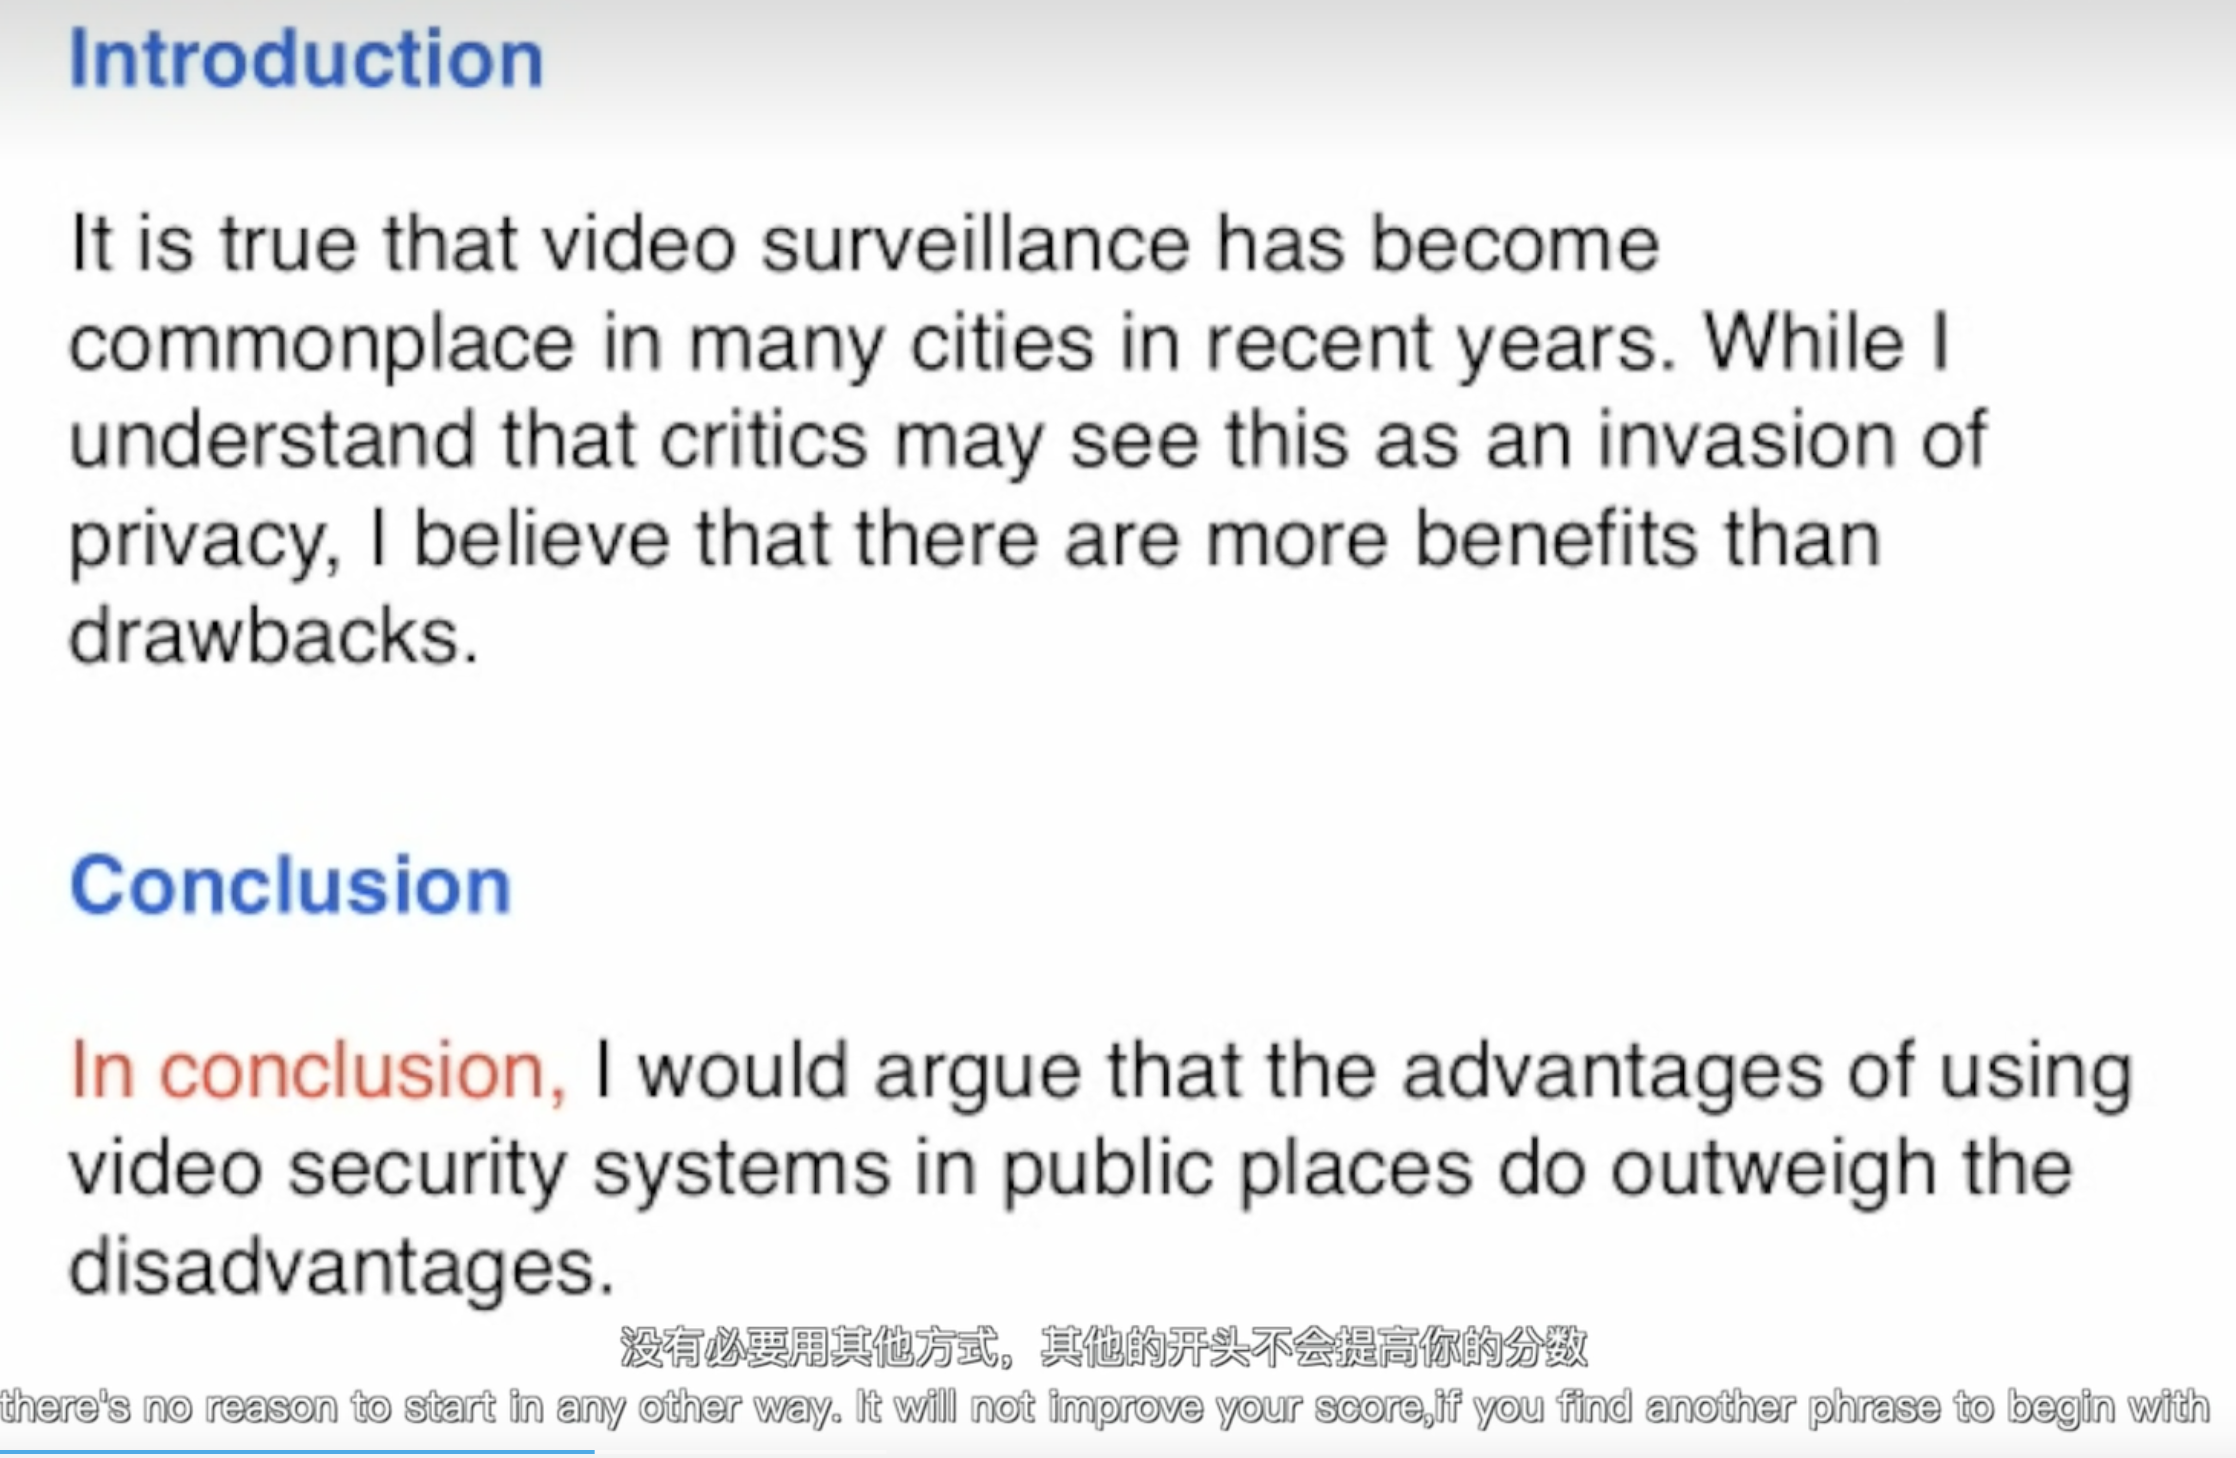 Introduction
It is true that video surveillance has become
commonplace in many cities in recent years. While I
understand that critics may see this as an invasion of
privacy, I believe that there are more benefits than
drawbacks.
Conclusion
In conclusion, I would argue that the advantages of using
video security systems in public places do outweigh the
disadvantages.
没有必要用其他方式，其他的开头不会提高你的分数
there's no reason to start in any other way. It will not improve your score,if you find another phrase to begin with